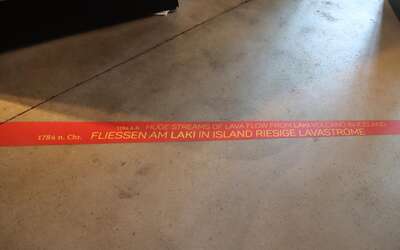 1784 A.D. HUGE STREAMS OF LAVA FLOW FROM LAKI VOLCANO IN ICELAND
1784 n. Chr. FLIESSEN AM LAKI IN ISLAND RIESIGE LAVASTRÖME